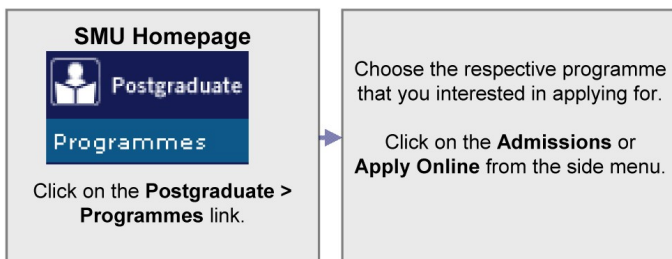 SMU Homepage
Postgraduate
Programmes
Click on the Postgraduate >
Programmes link.
Choose the respective programme
that you interested in applying for.
Click on the Admissions or
Apply Online from the side menu.